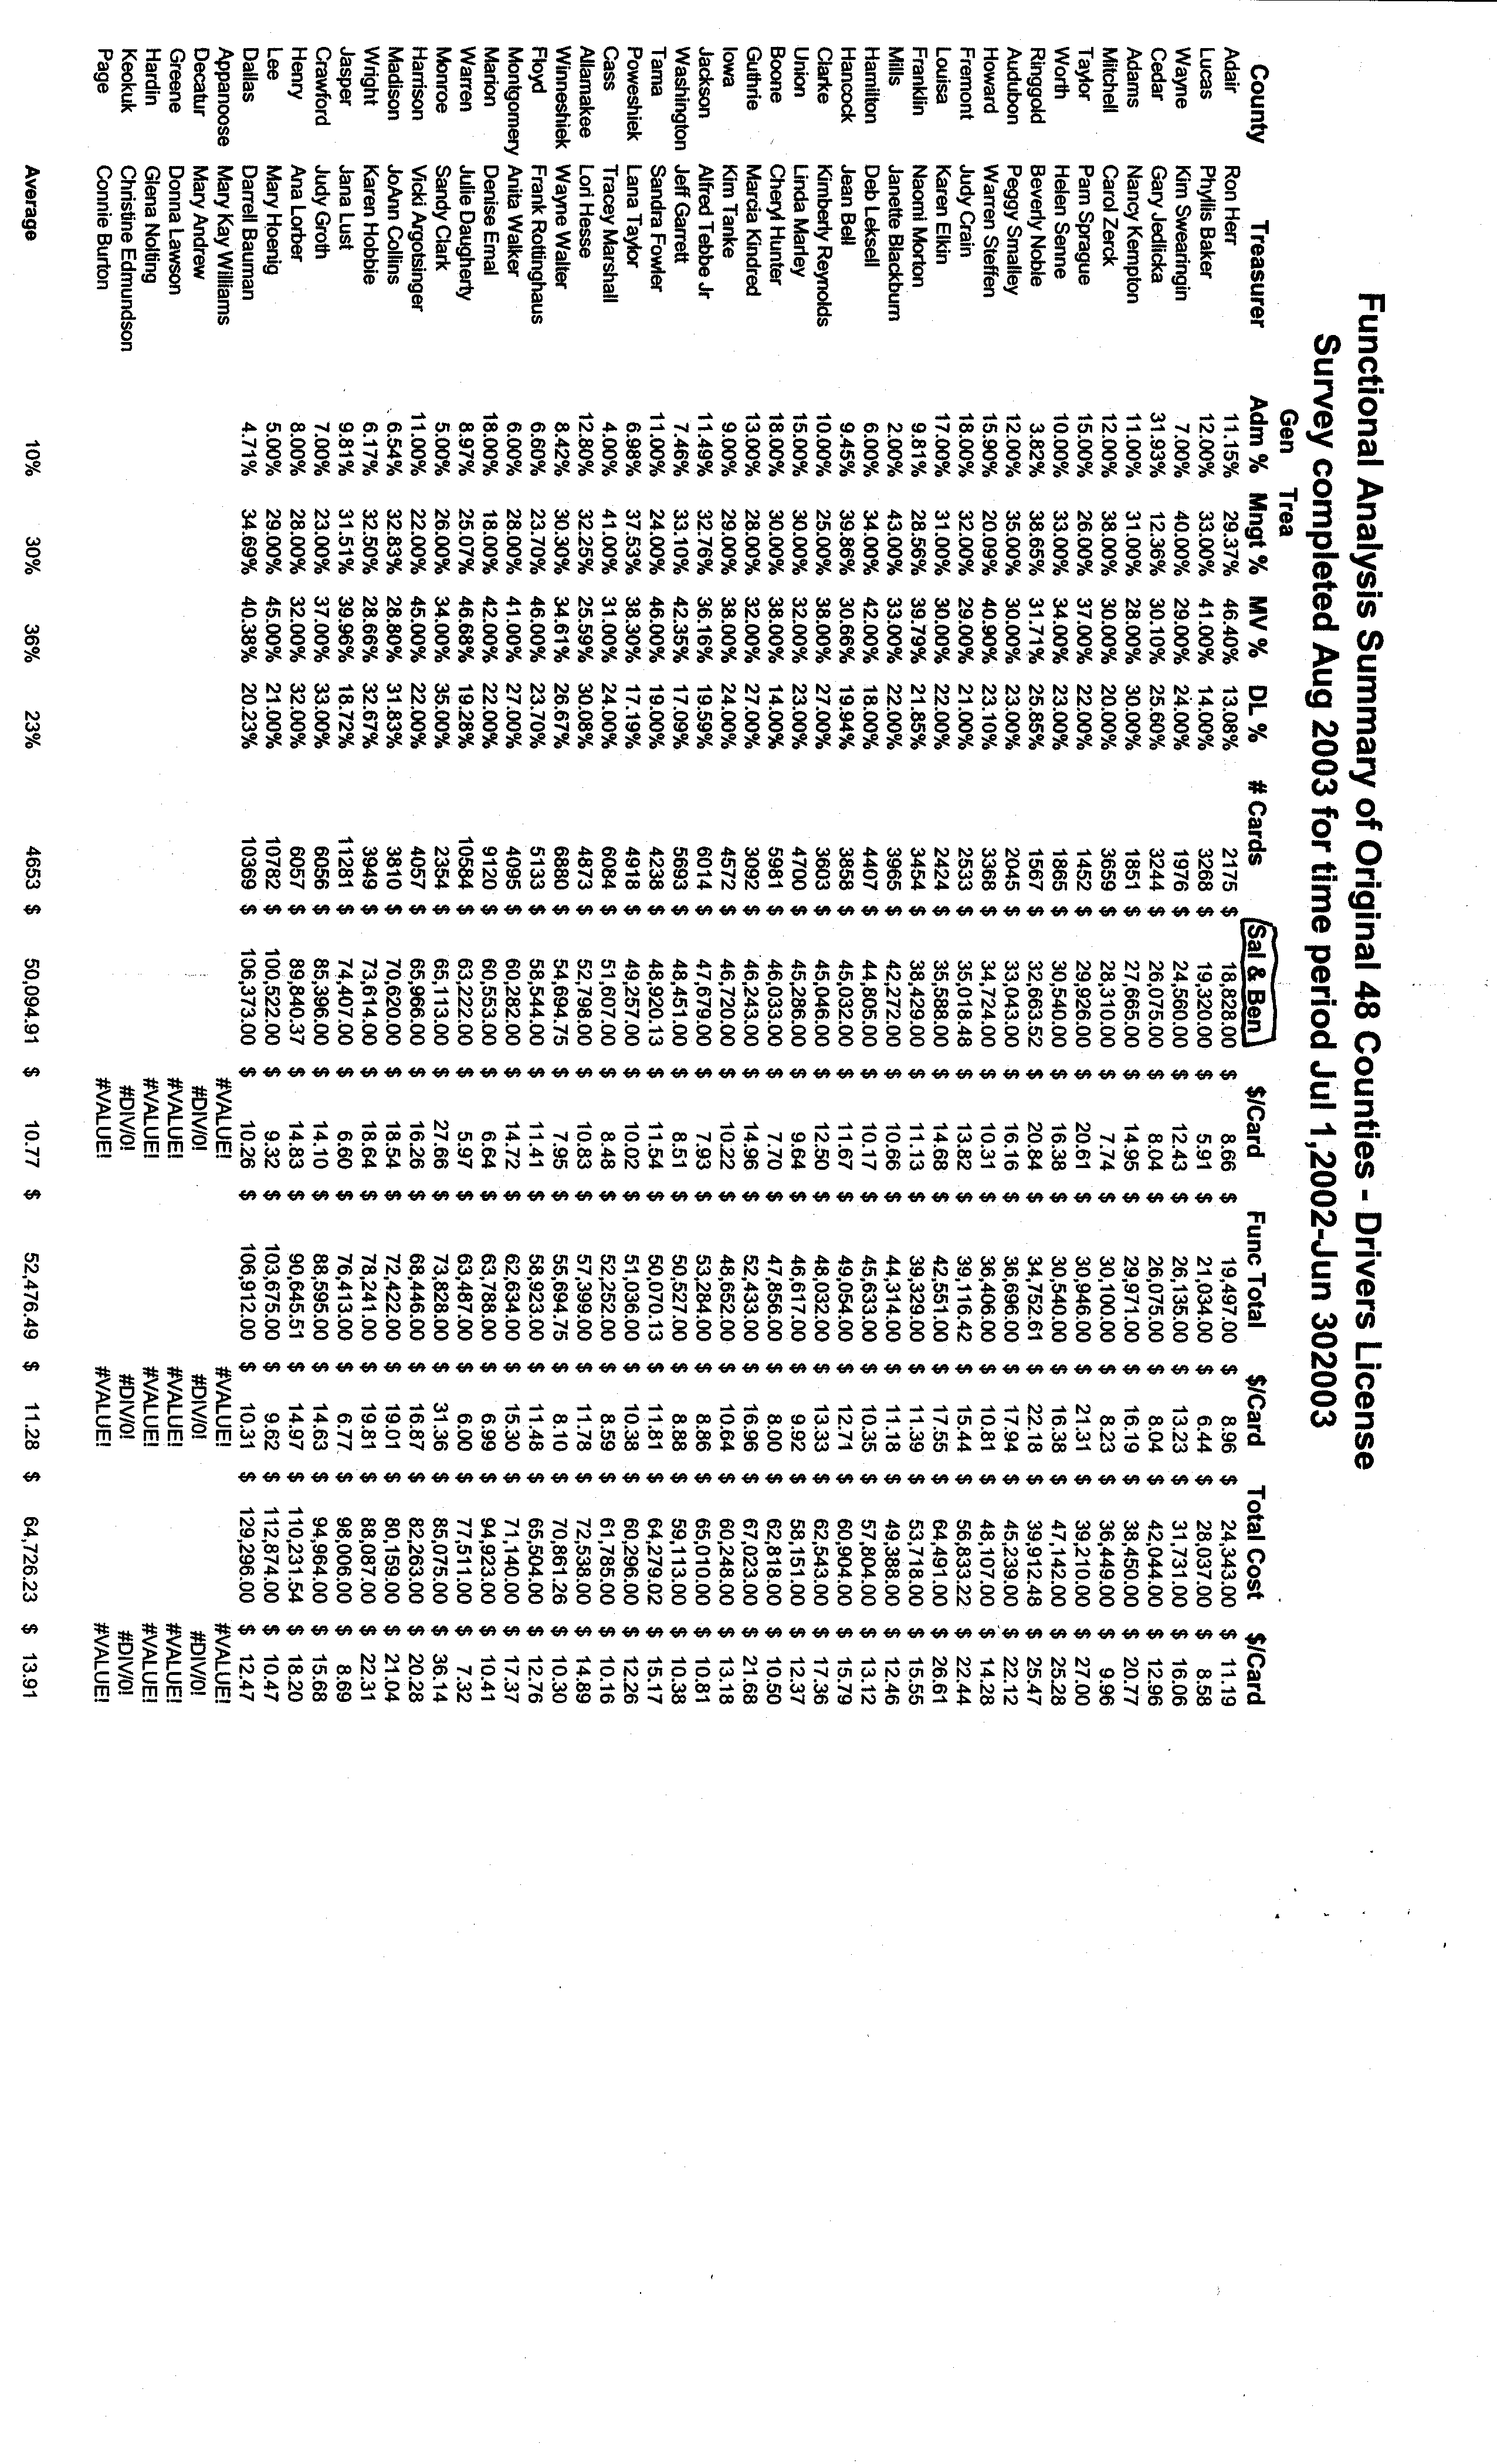 Functional Analysis Summary of Original 48 Counties - Drivers License
Survey completed Aug 2003 for time period Jul 1,2002-Jun 302003
Gen Trea
County Treasurer Adm % Mngt % MV % DL % # Cards Sal & Ben $/Card Func Total $/Card Total Cost $/Card
Adair Ron Herr 11.15% 29.37% 46.40% 13.08% 2175 $ 18,828.00 $ 8.66 $ 19,497.00 $ 8.96 $ 24,343.00 $ 11.19
Lucas Phyllis Baker 12.00% 33.00% 41.00% 14.00% 3268 $ 19,320.00 $ 5.91 $ 21,034.00 $ 6.44 $ 28,037.00 $ 8.58
Wayne Kim Swearingin 7.00% 40.00% 29.00% 24.00% 1976 $ 24,560.00 $ 12.43 $ 26,135.00 $ 13.23 $ 31,731.00 $ 16.06
Cedar Gary Jedlicka 31.93% 12.36% 30.10% 25.60% 3244 $ 26,075.00 $ 8.04 $ 26,075.00 $ 8.04 $ 42,044.00 $ 12.96
Adams Nancy Kempton 11.00% 31.00% 28.00% 30.00% 1851 $ 27,665.00 $ 14.95 $ 29,971.00 $ 16.19 $ 38,450.00 $ 20.77
Mitchell Carol Zerck 12.00% 38.00% 30.00% 20.00% 3659 $ 28,310.00 $ 7.74 $ 30,100.00 $ 8.23 $ 36,449.00 $ 9.96
Taylor Pam Sprague 15.00% 26.00% 37.00% 22.00% 1452 $ 29,926.00 $ 20.61 $ 30,946.00 $ 21.31 $ 39,210.00 $ 27.00
Worth Helen Senne 10.00% 33.00% 34.00% 23.00% 1865 $ 30,540.00 $ 16.38 $ 30,540.00 $ 16.38 $ 47,142.00 $ 25.28
Ringgold Beverly Noble 3.82% 38.65% 31.71% 25.85% 1567 $ 32,663.52 $ 20.84 $ 34,752.61 $ 22.18 $ 39,912.48 $ 25.47
Audubon Peggy Smalley 12.00% 35.00% 30.00% 23.00% 2045 $ 33,043.00 $ 16.16 $ 36,696.00 $ 17.94 $ 45,239.00 $ 22.12
Howard Warren Steffen 15.90% 20.09% 40.90% 23.10% 3368 $ 34,724.00 $ 10.31 $ 36,406.00 $ 10.81 $ 48,107.00 $ 14.28
Fremont Judy Crain 18.00% 32.00% 29.00% 21.00% 2533 $ 35,018.48 $ 13.82 $ 39,116.42 $ 15.44 $ 56,833.22 $ 22.44
Louisa Karen Elkin 17.00% 31.00% 30.00% 22.00% 2424 $ 35,588.00 $ 14.68 $ 42,551.00 $ 17.55 $ 64,491.00 $ 26.61
Franklin Naomi Morton 9.81% 28.56% 39.79% 21.85% 3454 $ 38,429.00 $ 11.13 $ 39,329.00 $ 11.39 $ 53,718.00 $ 15.55
Mills Janette Blackburn 2.00% 43.00% 33.00% 22.00% 3965 $ 42,272.00 $ 10.66 $ 44,314.00 $ 11.18 $ 49,388.00 $ 12.46
Hamilton Deb Leksell 6.00% 34.00% 42.00% 18.00% 4407 $ 44,805.00 $ 10.17 $ 45,633.00 $ 10.35 $ 57,804.00 $ 13.12
Hancock Jean Bell 9.45% 39.86% 30.66% 19.94% 3858 $ 45,032.00 $ 11.67 $ 49,054.00 $ 12.71 $ 60,904.00 $ 15.79
Clarke Kimberly Reynolds 10.00% 25.00% 38.00% 27.00% 3603 $ 45,046.00 $ 12.50 $ 48,032.00 $ 13.33 $ 62,543.00 $ 17.36
Union Linda Marley 15.00% 30.00% 32.00% 23.00% 4700 $ 45,286.00 $ 9.64 $ 46,617.00 $ 9.92 $ 58,151.00 $ 12.37
Boone Cheryl Hunter 18.00% 30.00% 38.00% 14.00% 5981 $ 46,033.00 $ 7.70 $ 47,856.00 $ 8.00 $ 62,818.00 $ 10.50
Guthrie Marcia Kindred 13.00% 28.00% 32.00% 27.00% 3092 $ 46,243.00 $ 14.96 $ 52,433.00 $ 16.96 $ 67,023.00 $ 21.68
Iowa Kim Tanke 9.00% 29.00% 38.00% 24.00% 4572 $ 46,720.00 $ 10.22 $ 48,652.00 $ 10.64 $ 60,248.00 $ 13.18
Jackson Alfred Tebbe Jr 11.49% 32.76% 36.16% 19.59% 6014 $ 47,679.00 $ 7.93 $ 53,284.00 $ 8.86 $ 65,010.00 $ 10.81
Washington Jeff Garrett 7.46% 33.10% 42.35% 17.09% 5693 $ 48,451.00 $ 8.51 $ 50,527.00 $ 8.88 $ 59,113.00 $ 10.38
Tama Sandra Fowler 11.00% 24.00% 46.00% 19.00% 4238 $ 48,920.13 $ 11.54 $ 50,070.13 $ 11.81 $ 64,279.02 $ 15.17
Poweshiek Lana Taylor 6.98% 37.53% 38.30% 17.19% 4918 $ 49,257.00 $ 10.02 $ 51,036.00 $ 10.38 $ 60,296.00 $ 12.26
Cass Tracey Marshall 4.00% 41.00% 31.00% 24.00% 6084 $ 51,607.00 $ 8.48 $ 52,252.00 $ 8.59 $ 61,785.00 $ 10.16
Allamakee Lori Hesse 12.80% 32.25% 25.59% 30.08% 4873 $ 52,798.00 $ 10.83 $ 57,399.00 $ 11.78 $ 72,538.00 $ 14.89
Winneshiek Wayne Walter 8.42% 30.30% 34.61% 26.67% 6880 $ 54,694.75 $ 7.95 $ 55,694.75 $ 8.10 $ 70,861.26 $ 10.30
Floyd Frank Rottinghaus 6.60% 23.70% 46.00% 23.70% 5133 $ 58,544.00 $ 11.41 $ 58,923.00 $ 11.48 $ 65,504.00 $ 12.76
Montgomery Anita Walker 6.00% 28.00% 41.00% 27.00% 4095 $ 60,282.00 $ 14.72 $ 62,634.00 $ 15.30 $ 71,140.00 $ 17.37
Marion Denise Emal 18.00% 18.00% 42.00% 22.00% 9120 $ 60,553.00 $ 6.64 $ 63,788.00 $ 6.99 $ 94,923.00 $ 10.41
Warren Julie Daugherty 8.97% 25.07% 46.68% 19.28% 10584 $ 63,222.00 $ 5.97 $ 63,487.00 $ 6.00 $ 77,511.00 $ 7.32
Monroe Sandy Clark 5.00% 26.00% 34.00% 35.00% 2354 $ 65,113.00 $ 27.66 $ 73,828.00 $ 31.36 $ 85,075.00 $ 36.14
Harrison Vicki Argotsinger 11.00% 22.00% 45.00% 22.00% 4057 $ 65,966.00 $ 16.26 $ 68,446.00 $ 16.87 $ 82,263.00 $ 20.28
Madison JoAnn Collins 6.54% 32.83% 28.80% 31.83% 3810 $ 70,620.00 $ 18.54 $ 72,422.00 $ 19.01 $ 80,159.00 $ 21.04
Wright Karen Hobbie 6.17% 32.50% 28.66% 32.67% 3949 $ 73,614.00 $ 18.64 $ 78,241.00 $ 19.81 $ 88,087.00 $ 22.31
Jasper Jana Lust 9.81% 31.51% 39.96% 18.72% 11281 $ 74,407.00 $ 6.60 $ 76,413.00 $ 6.77 $ 98,006.00 $ 8.69
Crawford Judy Groth 7.00% 23.00% 37.00% 33.00% 6056 $ 85,396.00 $ 14.10 $ 88,595.00 $ 14.63 $ 94,964.00 $ 15.68
Henry Ana Lorber 8.00% 28.00% 32.00% 32.00% 6057 $ 89,840.37 $ 14.83 $ 90,645.51 $ 14.97 $ 110,231.54 $ 18.20
Lee Mary Hoenig 5.00% 29.00% 45.00% 21.00% 10782 $ 100,522.00 $ 9.32 $ 103,675.00 $ 9.62 $ 112,874.00 $ 10.47
Dallas Darrell Bauman 4.71% 34.69% 40.38% 20.23% 10369 $ 106,373.00 $ 10.26 $ 106,912.00 $ 10.31 $ 129,296.00 $ 12.47
Appanoose Mary Kay Williams #VALUE! #VALUE! #VALUE!
Decatur Mary Andrew #DIV/0! #DIV/0! #DIV/0!
Greene Donna Lawson #VALUE! #VALUE! #VALUE!
Hardin Glena Nolting #VALUE! #VALUE! #VALUE!
Keokuk Christine Edmundson #DIV/0! #DIV/0! #DIV/0!
Page Connie Burton #VALUE! #VALUE! #VALUE!
Average 10% 30% 36% 23% 4653 $ 50,094.91 $ 10.77 $ 52,476.49 $ 11.28 $ 64,726.23 $ 13.91